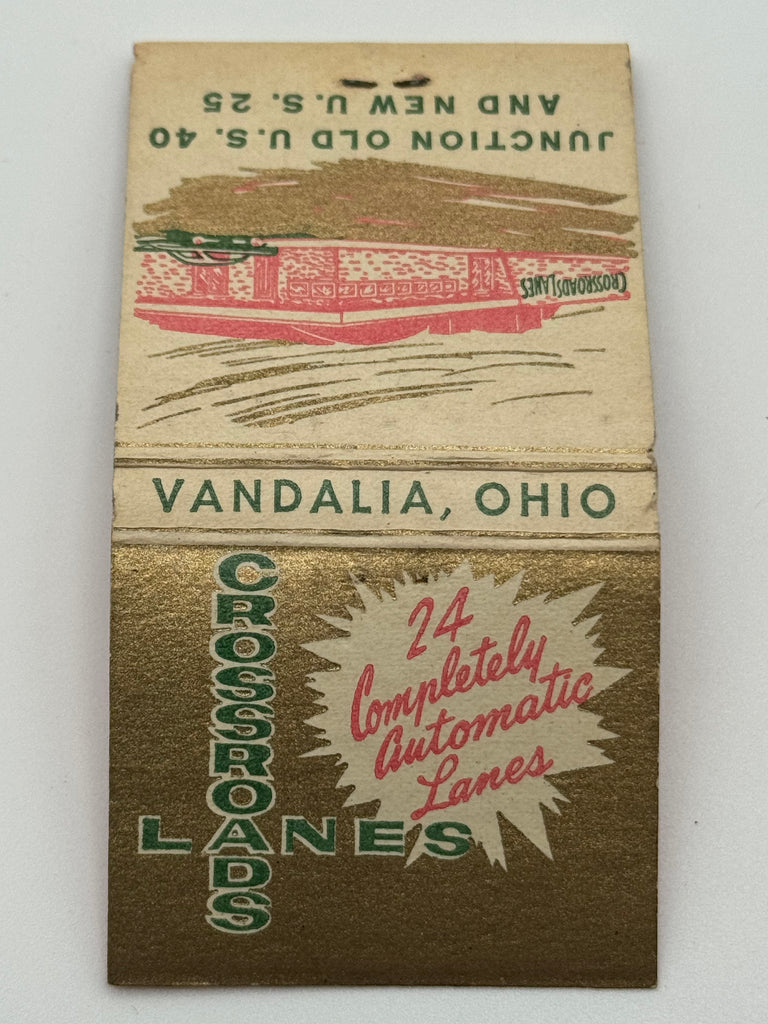 JUNCTION OLD U.S. 40
AND NEW U.S. 25
CROSSROADS LANES
VANDALIA, OHIO
CROSSROADS
LANES
24
Completely
Automatic
Lanes